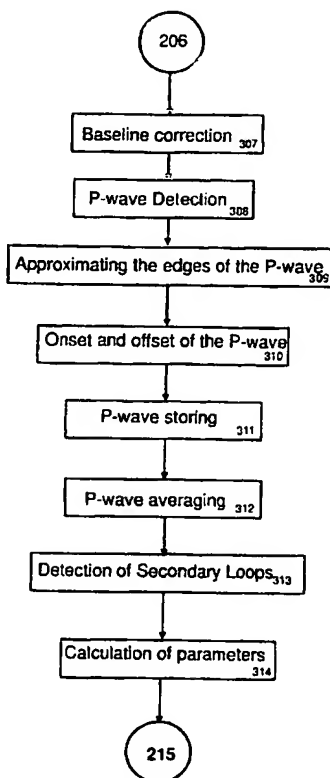 206
Baseline correction 307
P-wave Detection 308
Approximating the edges of the P-wave 309
Onset and offset of the P-wave 310
P-wave storing 311
P-wave averaging 312
Detection of Secondary Loops 313
Calculation of parameters 314
215